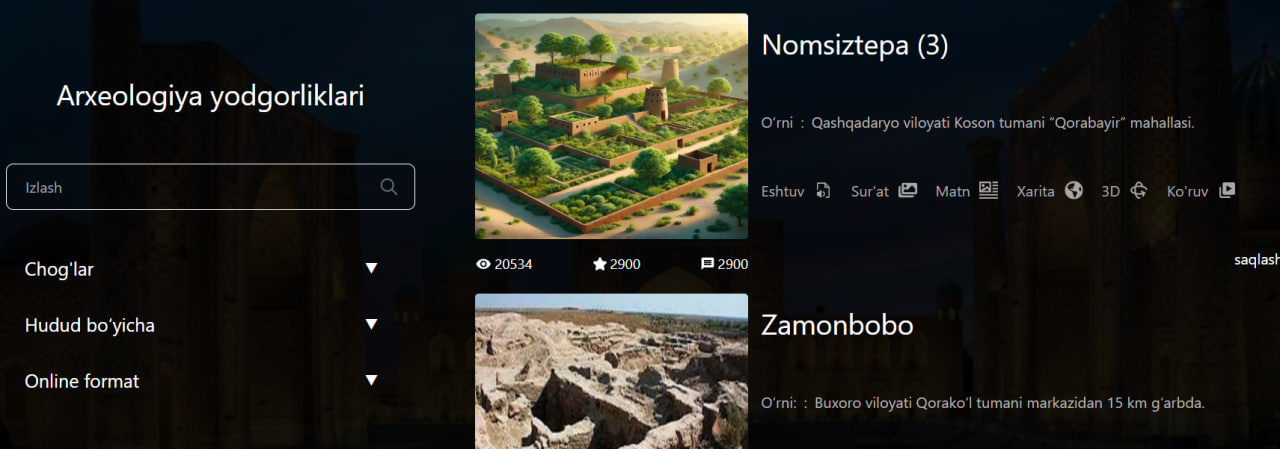 Arxeologiya yodgorliklari
Izlash
Chog'lar
Hudud bo‘yicha
Online format
Nomsiztepa (3)
O‘rni : Qashqadaryo viloyati Koson tumani “Qorabayir” mahallasi.
Eshtuv Sur'at Matn Xarita 3D Ko'ruv
20534 2900 2900
saqlash
Zamonbobo
O‘rni: : Buxoro viloyati Qorako‘l tumani markazidan 15 km g‘arbda.